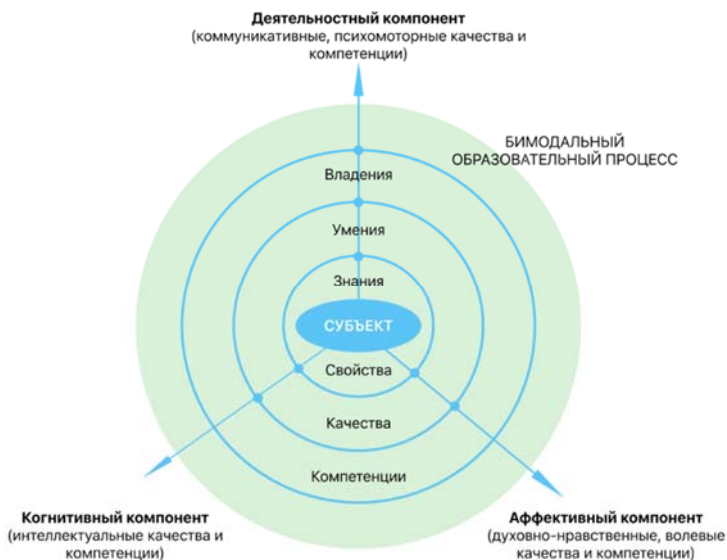 Деятельностный компонент
(коммуникативные, психомоторные качества и
компетенции)
БИМОДАЛЬНЫЙ
ОБРАЗОВАТЕЛЬНЫЙ ПРОЦЕСС
Владения
Умения
Знания
СУБЪЕКТ
Свойства
Качества
Компетенции
Когнитивный компонент
(интеллектуальные качества и
компетенции)
Аффективный компонент
(духовно-нравственные, волевые
качества и компетенции)